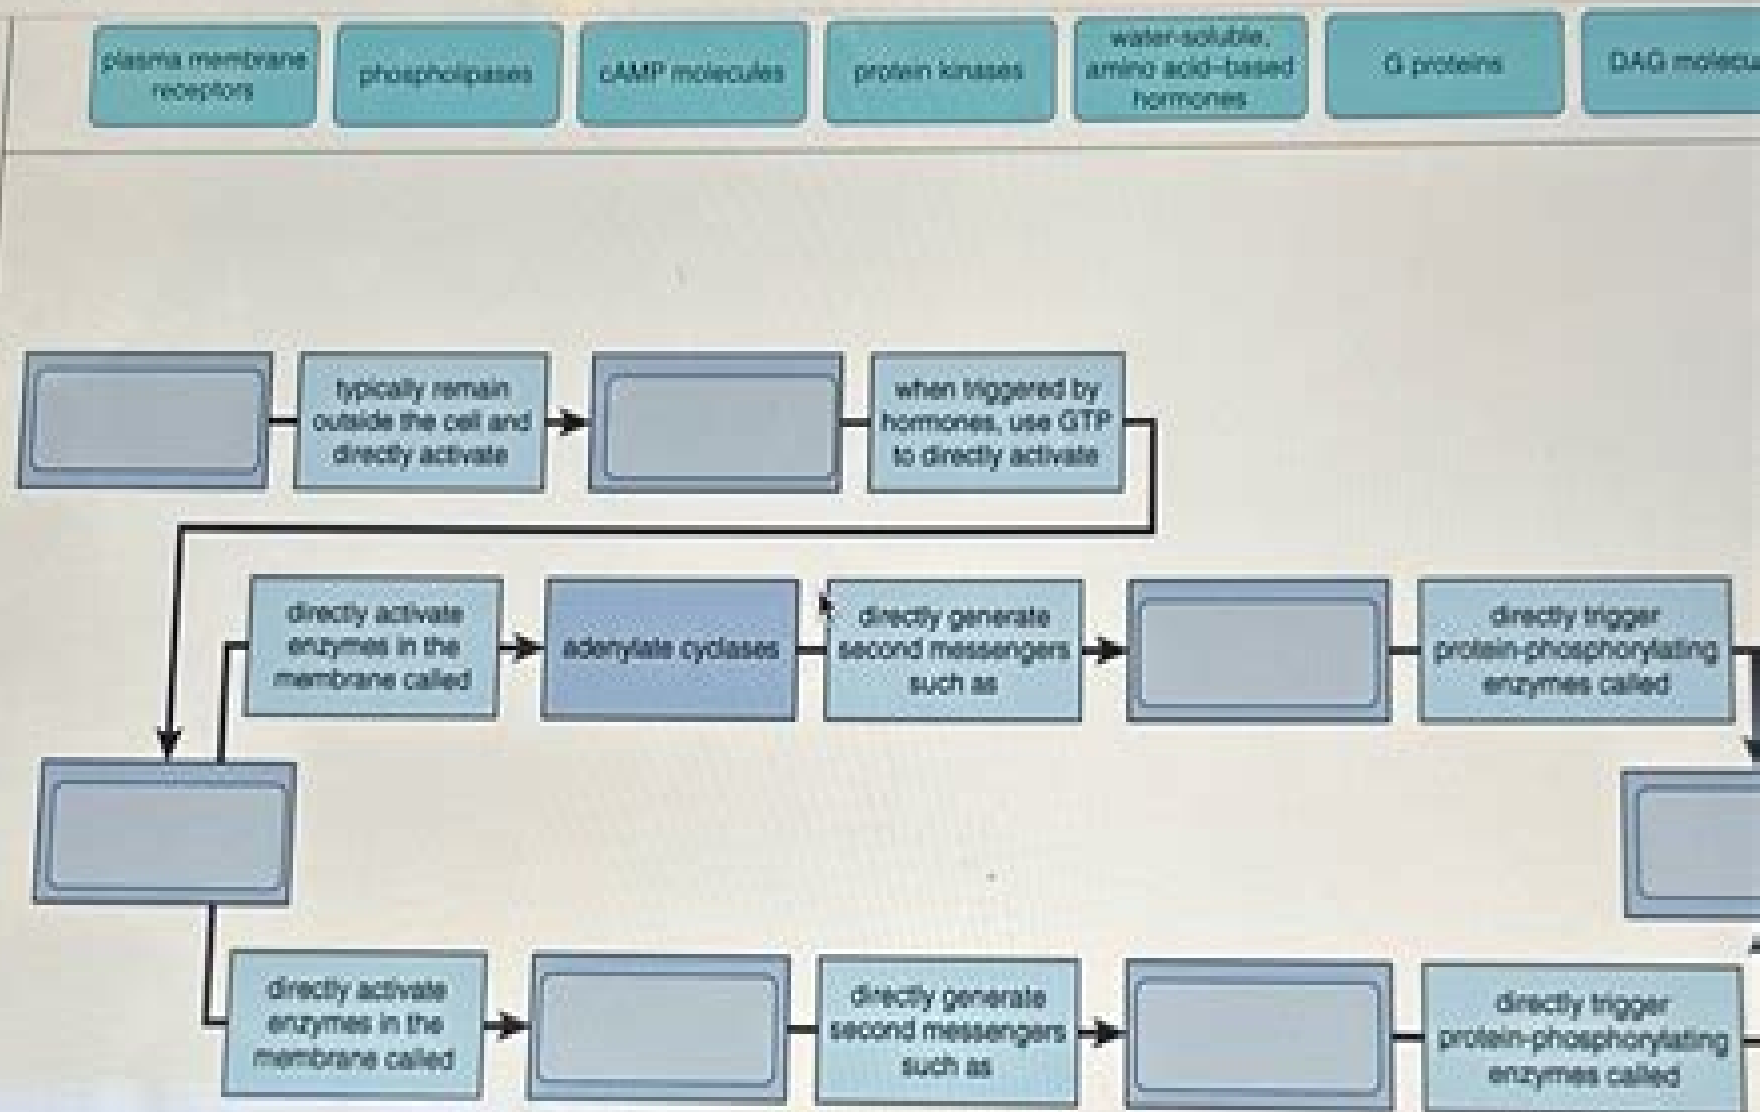 plasma membrane
receptors
phospholipases
cAMP molecules
protein kinases
water-soluble,
amino acid-based
hormones
G proteins
DAG molecu
typically remain
outside the cell and
directly activate
when triggered by
hormones, use GTP
to directly activate
directly activate
enzymes in the
membrane called
adenylate cyclases
directly generate
second messengers
such as
directly trigger
protein-phosphorylating
enzymes called
directly activate
enzymes in the
membrane called
directly generate
second messengers
such as
directly trigger
protein-phosphorylating
enzymes called